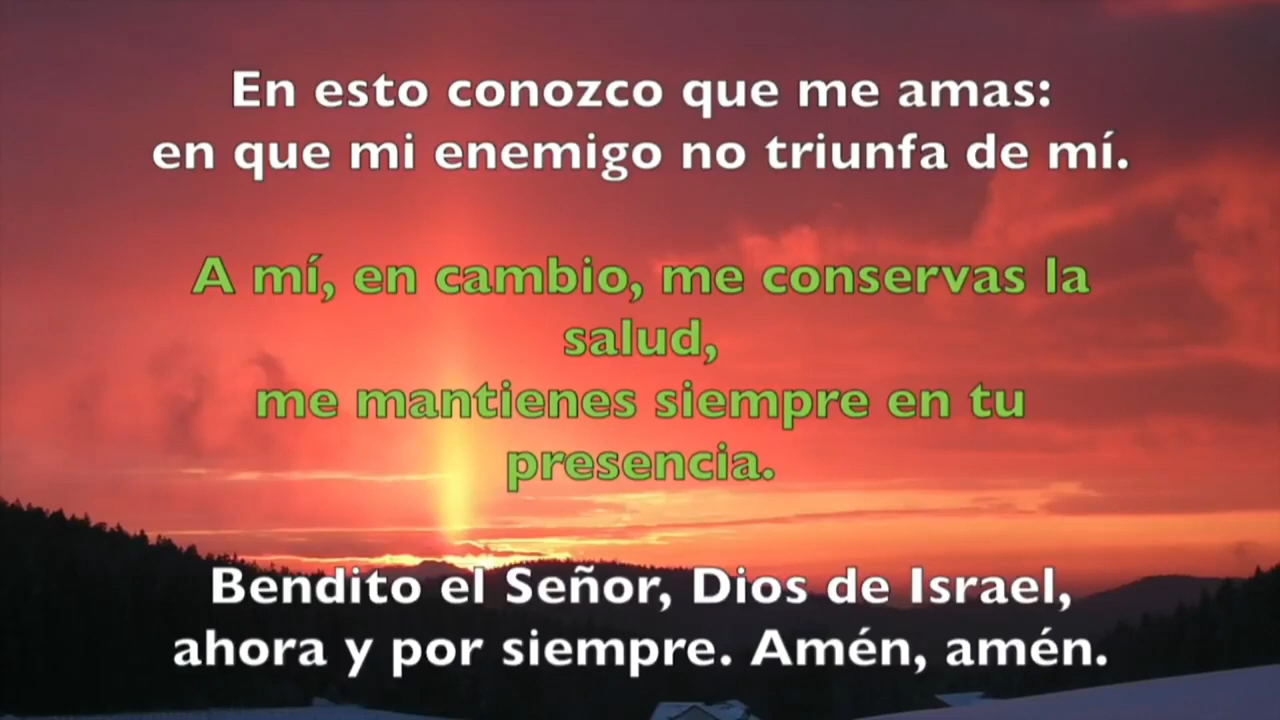 En esto conozco que me amas:
en que mi enemigo no triunfa de mí.
A mí, en cambio, me conservas la
salud,
me mantienes siempre en tu
presencia.
Bendito el Señor, Dios de Israel,
ahora y por siempre. Amén, amén.